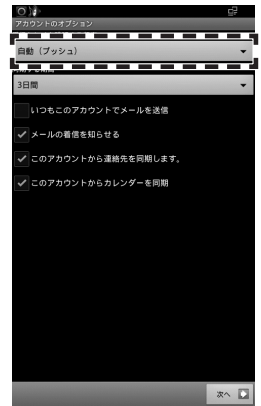 アカウントのオプション
自動（プッシュ）
3日間
いつもこのアカウントでメールを送信
メールの着信を知らせる
このアカウントから連絡先を同期します。
このアカウントからカレンダーを同期
次へ